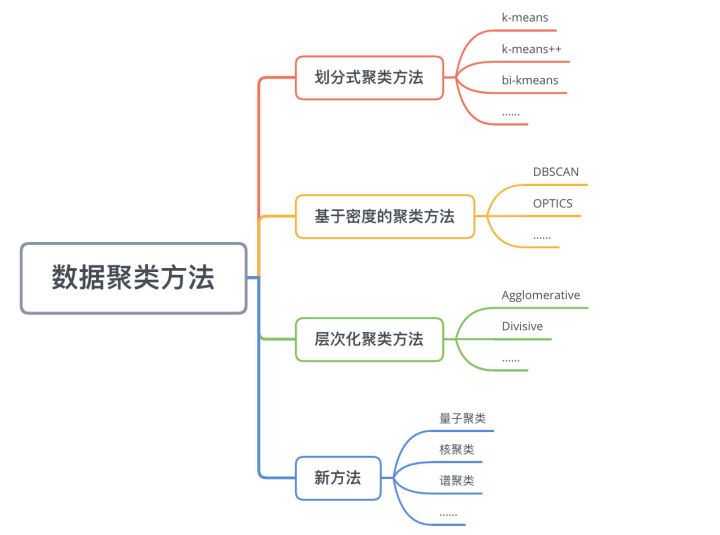 数据聚类方法
划分式聚类方法
k-means
k-means++
bi-kmeans
......
基于密度的聚类方法
DBSCAN
OPTICS
......
层次化聚类方法
Agglomerative
Divisive
......
新方法
量子聚类
核聚类
谱聚类
......